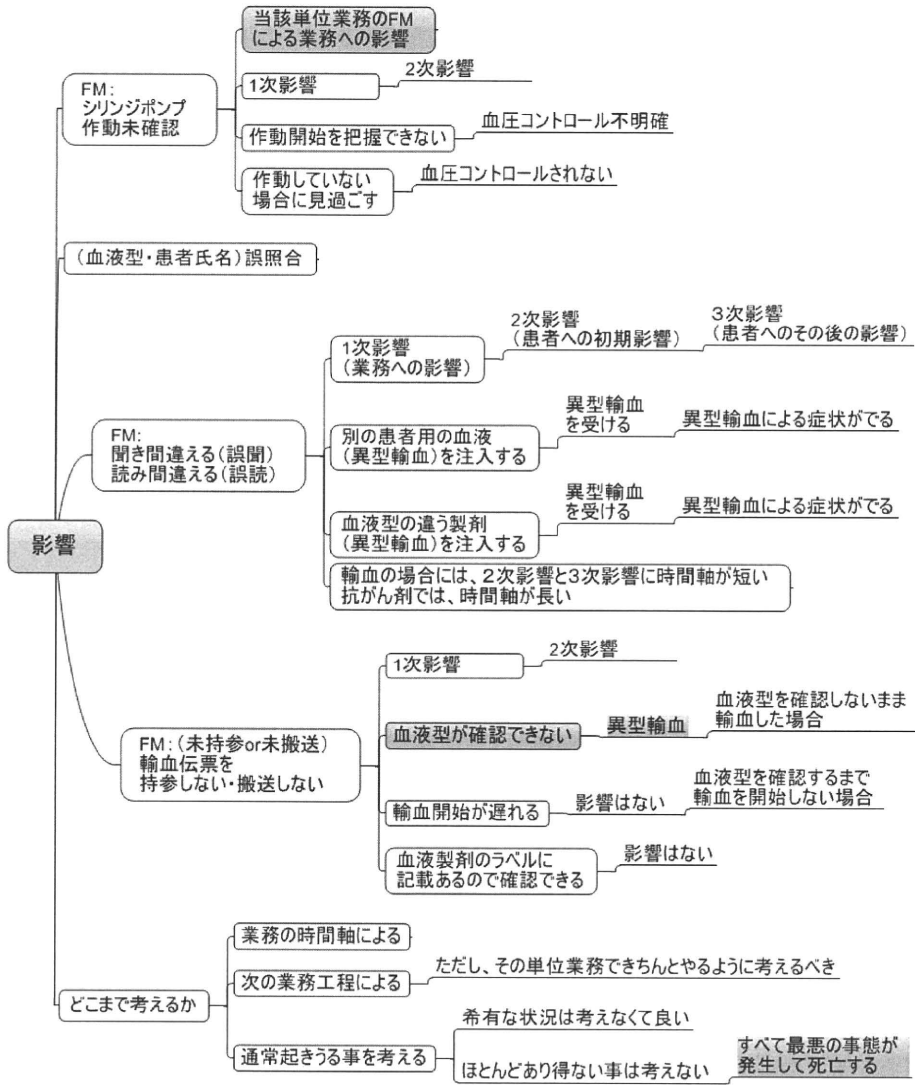 当該単位業務のFM
による業務への影響
FM:
シリンジポンプ
作動未確認
1次影響
2次影響
作動開始を把握できない
血圧コントロール不明確
作動していない
場合に見過ごす
血圧コントロールされない
(血液型・患者氏名)誤照合
1次影響
(業務への影響)
2次影響
(患者への初期影響)
3次影響
(患者へのその後の影響)
FM:
聞き間違える(誤聞)
読み間違える(誤読)
別の患者用の血液
(異型輸血)を注入する
異型輸血
を受ける
異型輸血による症状がでる
血液型の違う製剤
(異型輸血)を注入する
異型輸血
を受ける
異型輸血による症状がでる
輸血の場合には、2次影響と3次影響に時間軸が短い
抗がん剤では、時間軸が長い
影響
1次影響
2次影響
FM:(未持参or未搬送)
輸血伝票を
持参しない・搬送しない
血液型が確認できない
異型輸血
血液型を確認しないまま
輸血した場合
輸血開始が遅れる
影響はない
血液型を確認するまで
輸血を開始しない場合
血液製剤のラベルに
記載あるので確認できる
影響はない
どこまで考えるか
業務の時間軸による
次の業務工程による
ただし、その単位業務できちんとやるように考えるべき
通常起きうる事を考える
希有な状況は考えなくて良い
ほとんどあり得ない事は考えない
すべて最悪の事態が
発生して死亡する